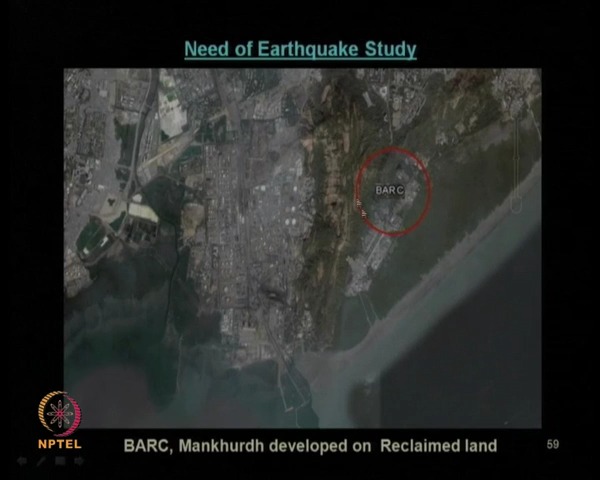 Need of Earthquake Study
BARC
NPTEL
BARC, Mankhurdh developed on Reclaimed land
59